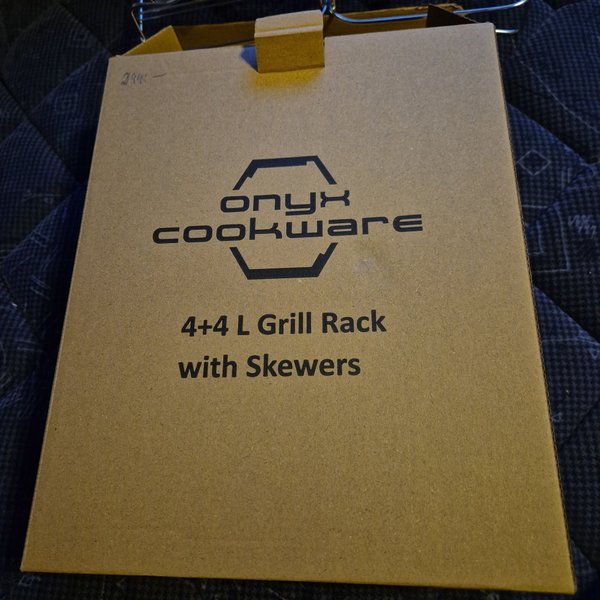 onyx
cookware
4+4 L Grill Rack
with Skewers